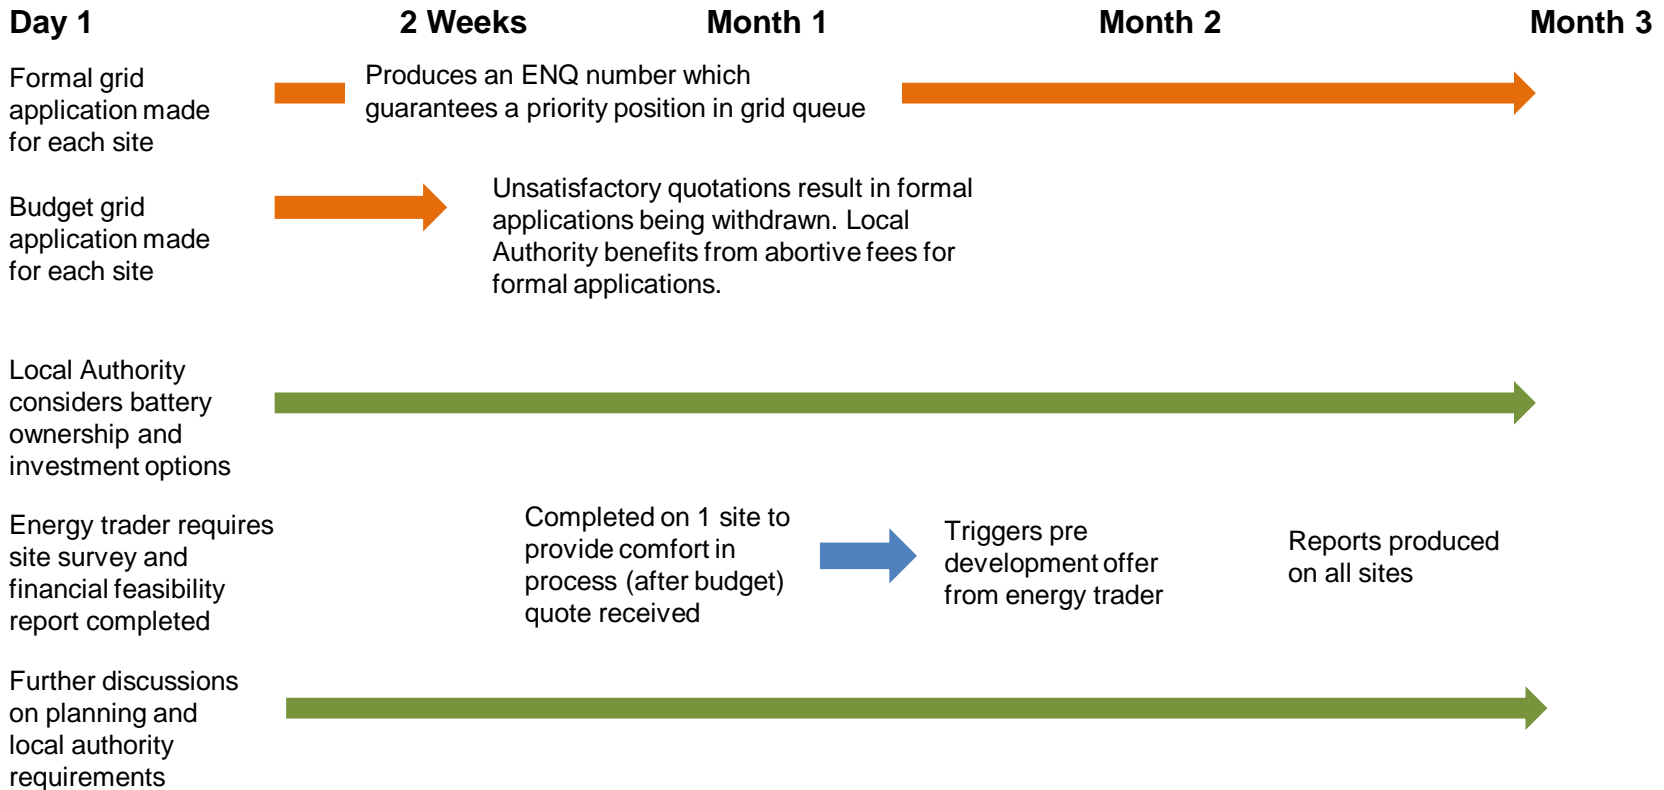 Day 1
2 Weeks
Month 1
Month 2
Month 3
Formal grid
application made
for each site
Produces an ENQ number which
guarantees a priority position in grid queue
Budget grid
application made
for each site
Unsatisfactory quotations result in formal
applications being withdrawn. Local
Authority benefits from abortive fees for
formal applications.
Local Authority
considers battery
ownership and
investment options
Energy trader requires
site survey and
financial feasibility
report completed
Completed on 1 site to
provide comfort in
process (after budget)
quote received
Triggers pre
development offer
from energy trader
Reports produced
on all sites
Further discussions
on planning and
local authority
requirements